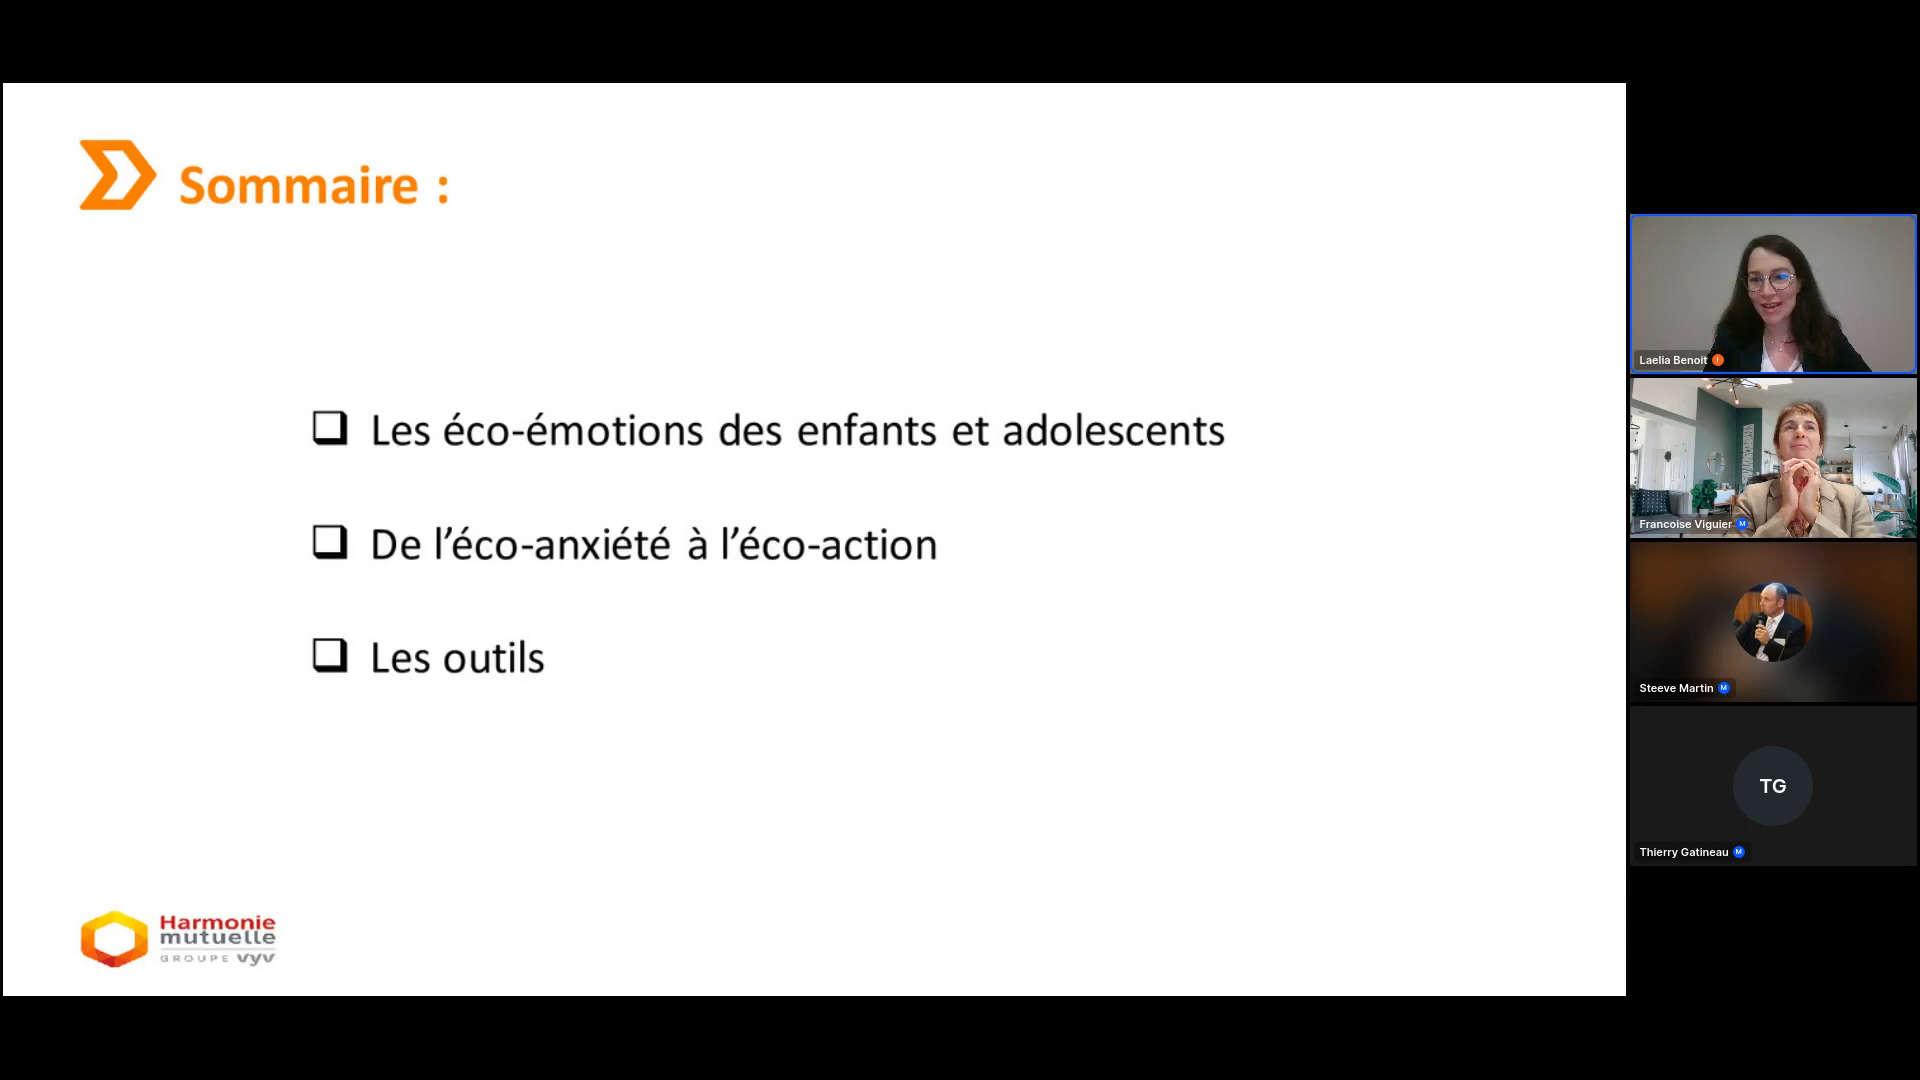 Sommaire :
Les éco-émotions des enfants et adolescents
De l’éco-anxiété à l’éco-action
Les outils
Harmonie
mutuelle
GROUPE vyv
Laelia Benoit
Francoise Viguier M
Steeve Martin M
TG
Thierry Gatineau M